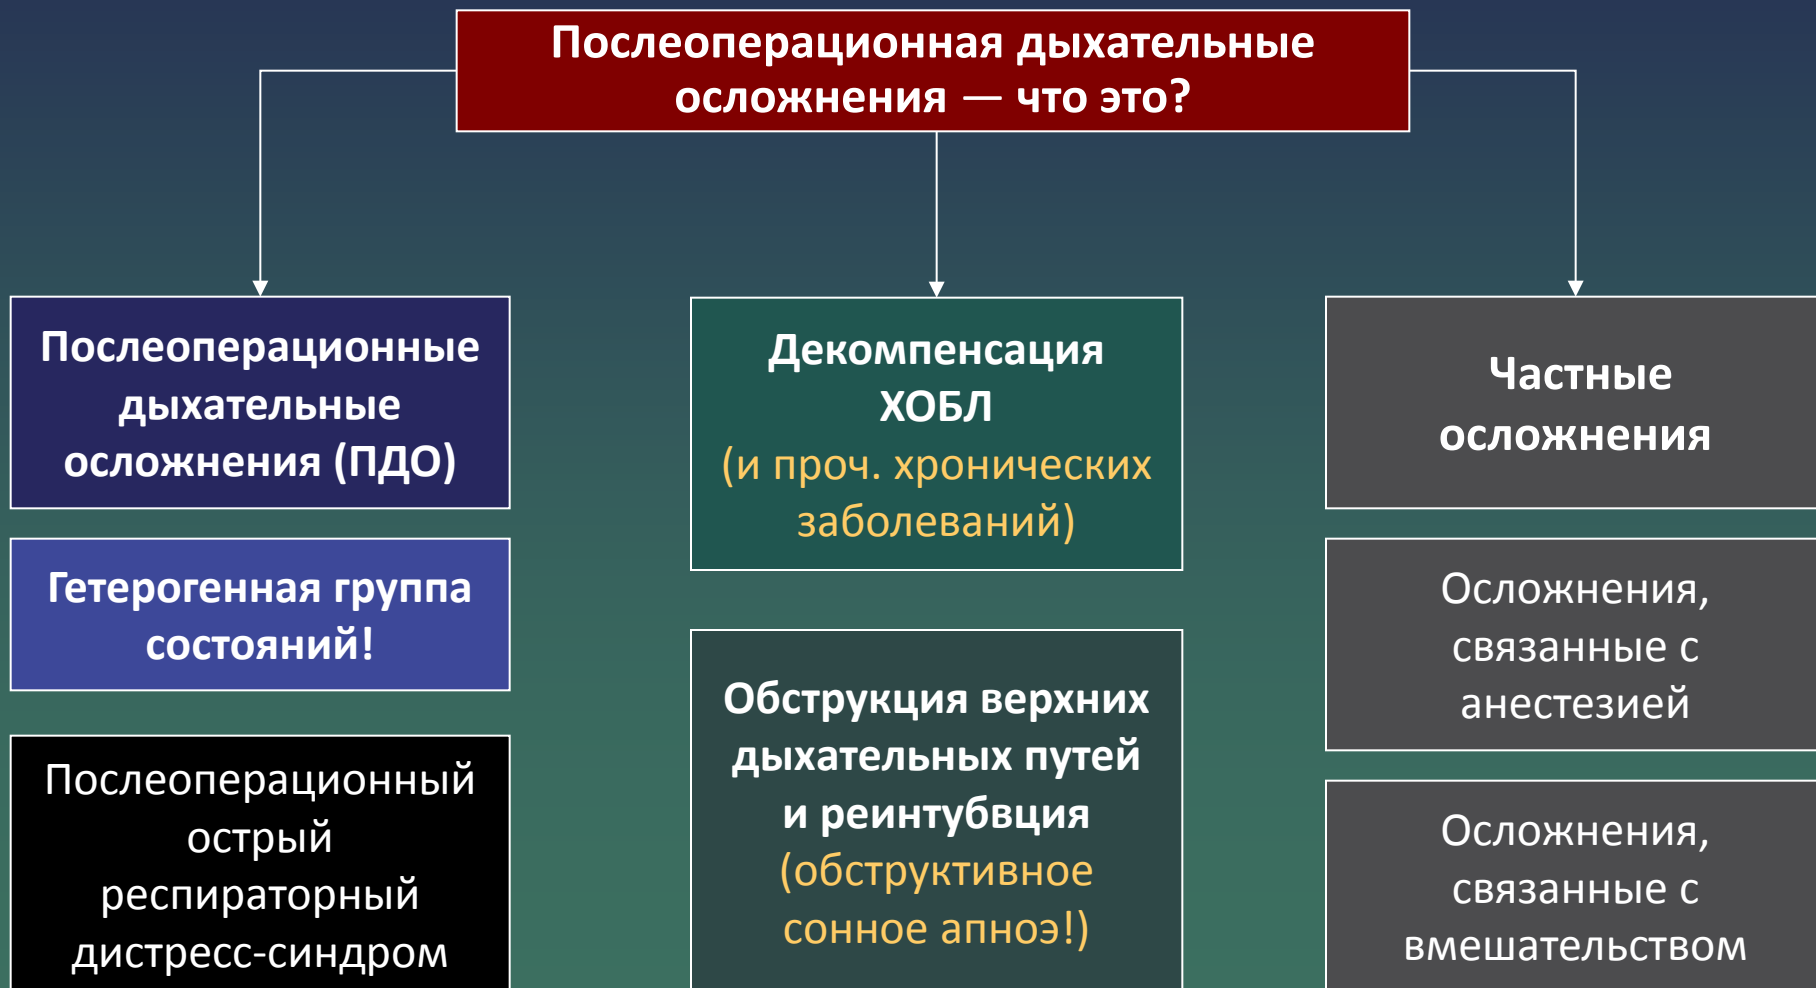 Послеоперационная дыхательные
осложнения — что это?
Послеоперационные
дыхательные
осложнения (ПДО)
Гетерогенная группа
состояний!
Послеоперационный
острый
респираторный
дистресс-синдром
Декомпенсация
ХОБЛ
(и проч. хронических
заболеваний)
Обструкция верхних
дыхательных путей
и реинтубвция
(обструктивное
сонное апноэ!)
Частные
осложнения
Осложнения,
связанные с
анестезией
Осложнения,
связанные с
вмешательством